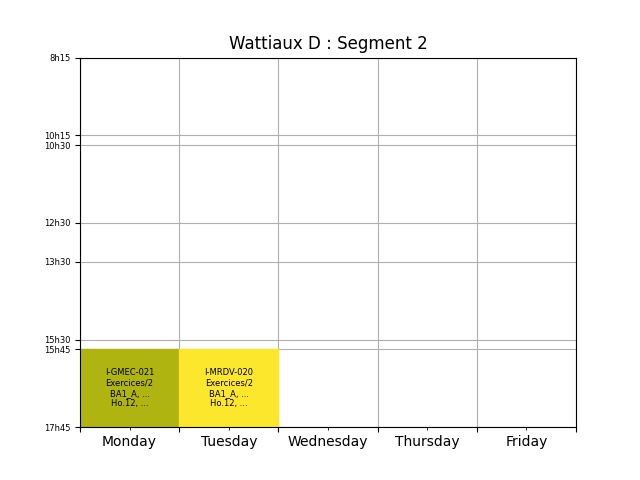 Wattiaux D : Segment 2
8h15
10h15
10h30
12h30
13h30
15h30
15h45
17h45
I-GMEC-021
Exercices/2
BA1_A, ...
Ho.12, ...
I-MRDV-020
Exercices/2
BA1_A, ...
Ho.12, ...
Monday
Tuesday
Wednesday
Thursday
Friday